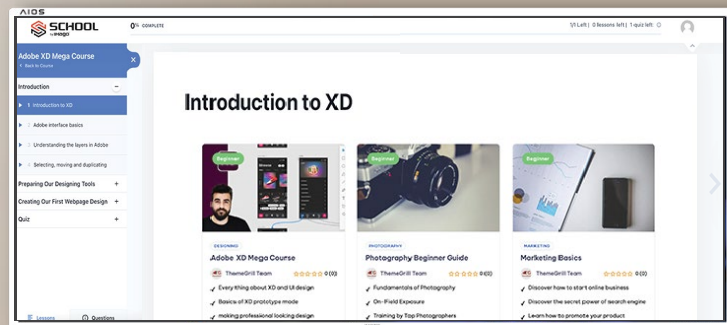 AIOS
SCHOOL
0% COMPLETE
1/1 Left | 0 lessons left | 1 quiz left
Adobe XD Mega Course
Back to Course
Introduction
1 Introduction to XD
Adobe interface basics
Understanding the layers in Adobe
Selecting, moving and duplicating
Preparing Our Designing Tools
Creating Our First Webpage Design
Quiz
Lessons
Questions
Introduction to XD
Beginner
DESIGNING
Adobe XD Mega Course
ThemeGrill Team 0 (0)
Everything about XD and UI design
Basics of XD prototype mode
making professional looking design
Beginner
PHOTOGRAPHY
Photography Beginner Guide
ThemeGrill Team 0 (0)
Fundamentals of Photography
On-Field Exposure
Training by Top Photographers
Beginner
MARKETING
Marketing Basics
ThemeGrill Team 0 (0)
Discover how to start online business
Discover the secret power of search engine
Learn how to promote your product